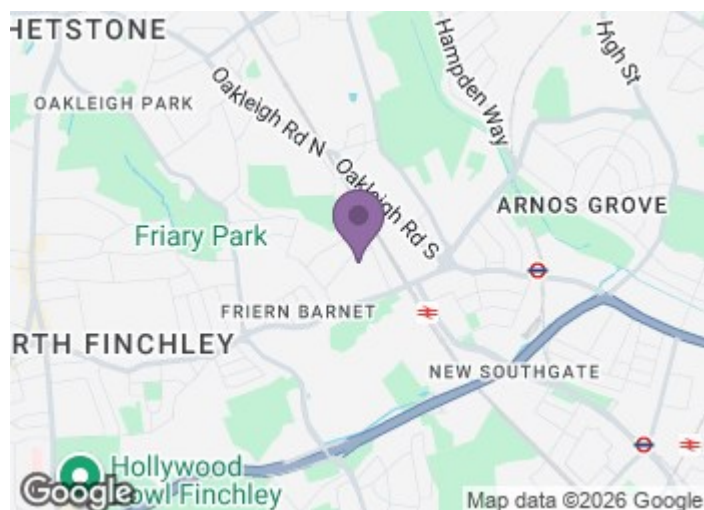 HETSTONE
High St
Hampden Way
Oakleigh Rd N
OAKLEIGH PARK
Oakleigh Rd S
ARNOS GROVE
Friary Park
FRIERN BARNET
RTH FINCHLEY
NEW SOUTHGATE
Hollywood
owl Finchley
Google
Map data ©2026 Google